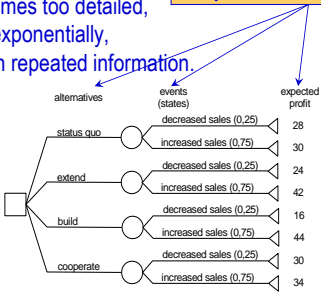 mes too detailed,
exponentially,
n repeated information.
alternatives
events
(states)
expected
profit
status quo
decreased sales (0,25)
28
increased sales (0,75)
30
extend
decreased sales (0,25)
24
increased sales (0,75)
42
build
decreased sales (0,25)
16
increased sales (0,75)
44
cooperate
decreased sales (0,25)
30
increased sales (0,75)
34